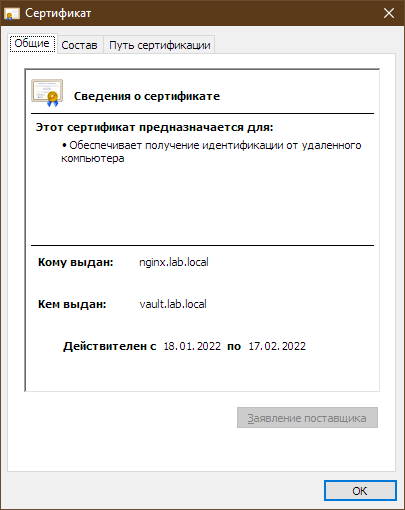 Сертификат
Общие Состав Путь сертификации
Сведения о сертификате
Этот сертификат предназначается для:
• Обеспечивает получение идентификации от удаленного
компьютера
Кому выдан: nginx.lab.local
Кем выдан: vault.lab.local
Действителен с 18.01.2022 по 17.02.2022
Заявление поставщика
ОК